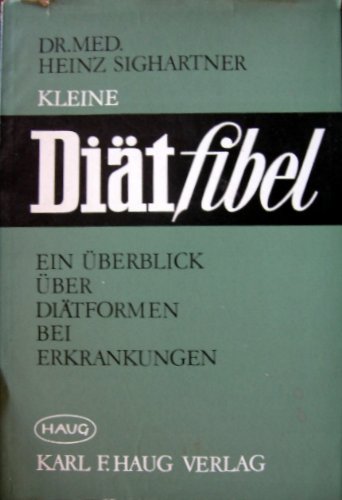 DR.MED.
HEINZ SIGHARTNER
KLEINE
Diätfibel
EIN ÜBERBLICK
ÜBER
DIÄTFORMEN
BEI
ERKRANKUNGEN
HAUG
KARL F. HAUG VERLAG